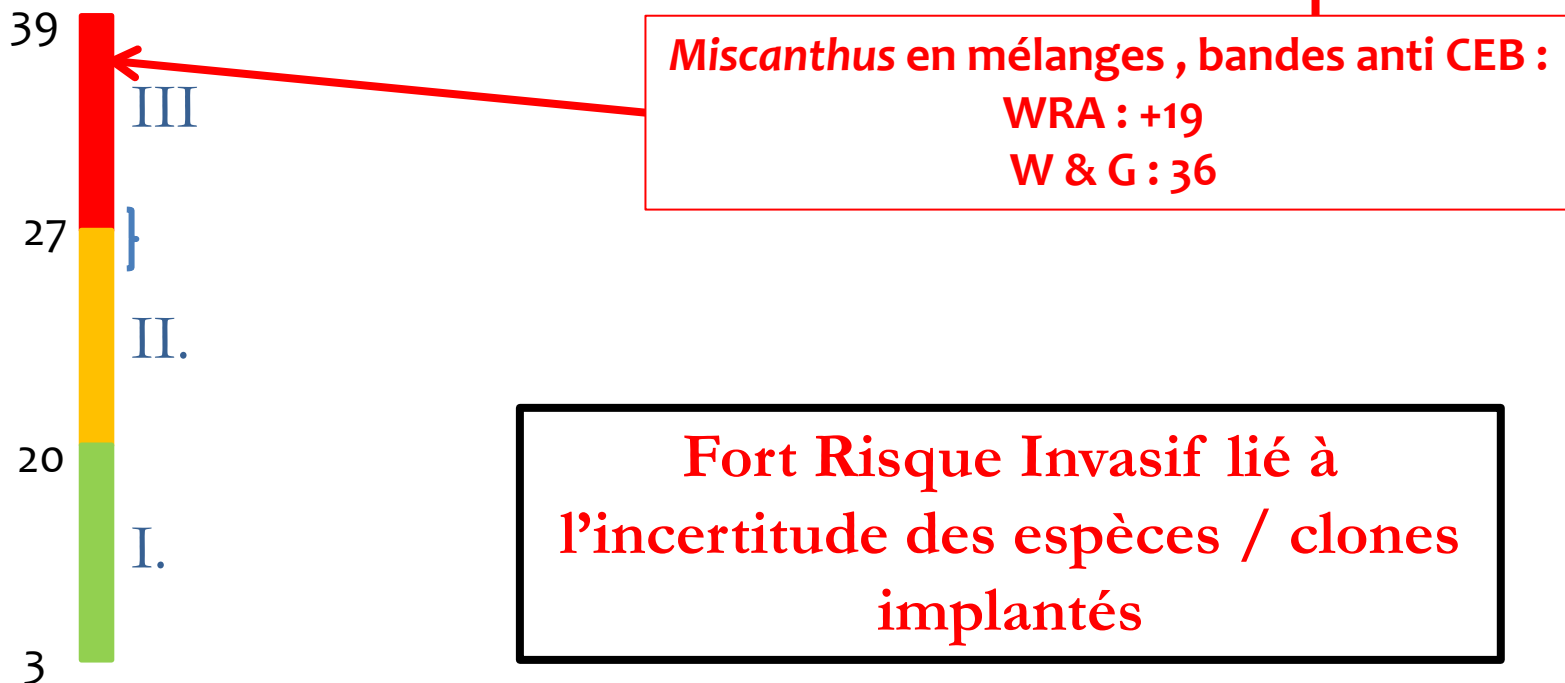 39
III
27
II.
20
I.
3
Miscanthus en mélanges , bandes anti CEB :
WRA : +19
W & G : 36
Fort Risque Invasif lié à
l’incertitude des espèces / clones
implantés